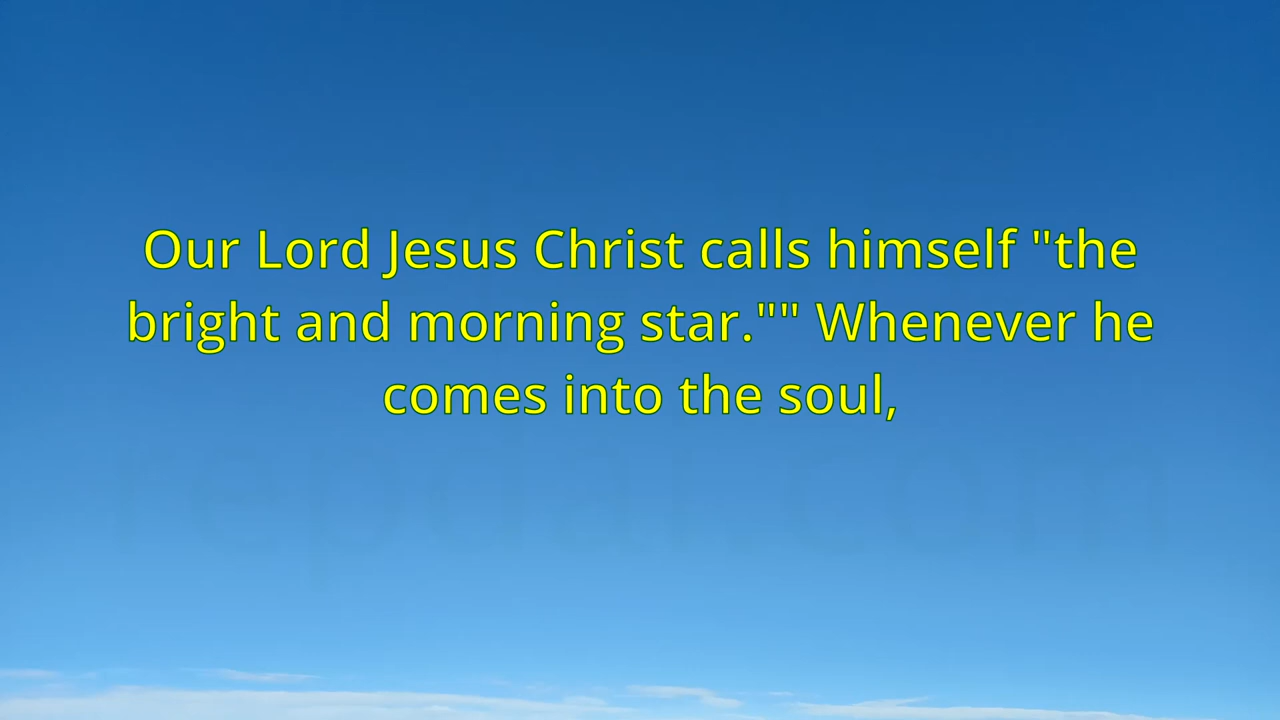 Our Lord Jesus Christ calls himself "the
bright and morning star."" Whenever he
comes into the soul,